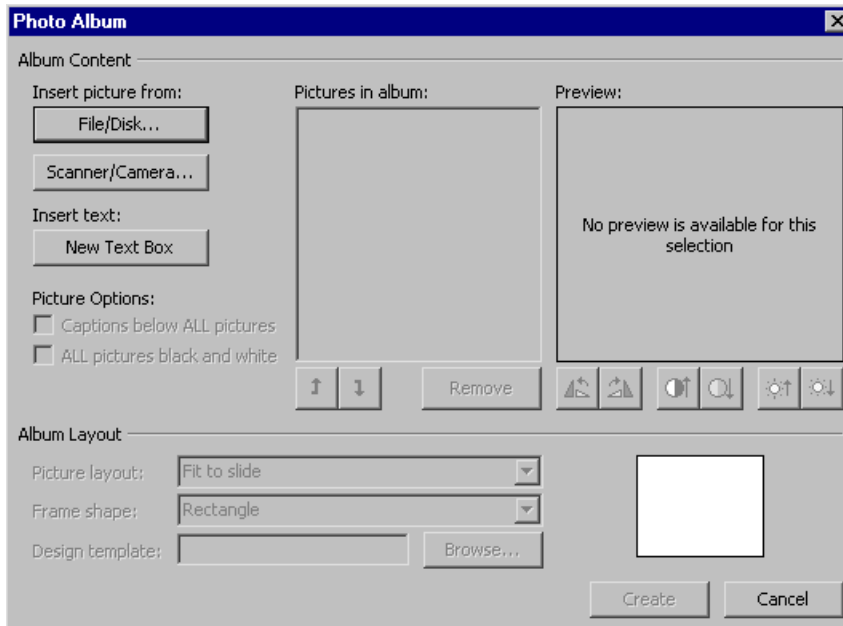 Photo Album
Album Content
Insert picture from:
File/Disk...
Scanner/Camera...
Insert text:
New Text Box
Picture Options:
Captions below ALL pictures
ALL pictures black and white
Pictures in album:
Remove
Preview:
No preview is available for this
selection
Album Layout
Picture layout:
Fit to slide
Frame shape:
Rectangle
Design template:
Browse...
Create
Cancel